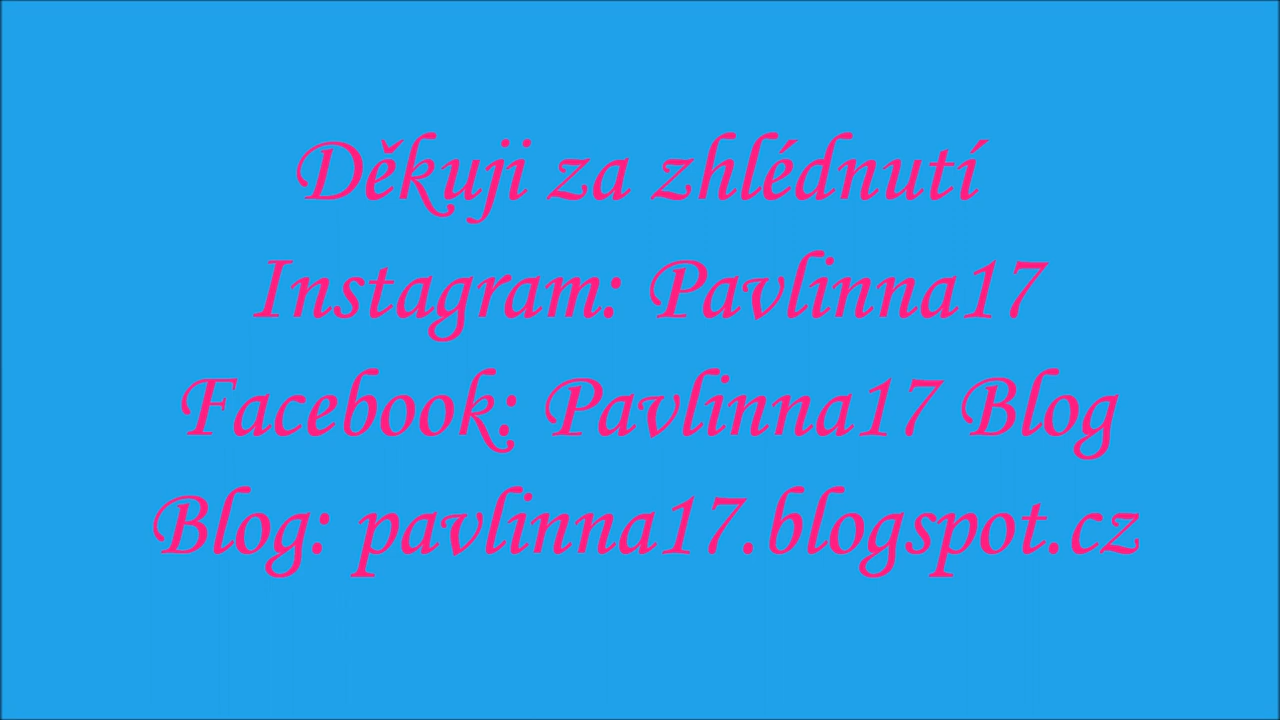 Děkuji za zhlédnutí
Instagram: Pavlinna17
Facebook: Pavlinna17 Blog
Blog: pavlinna17.blogspot.cz